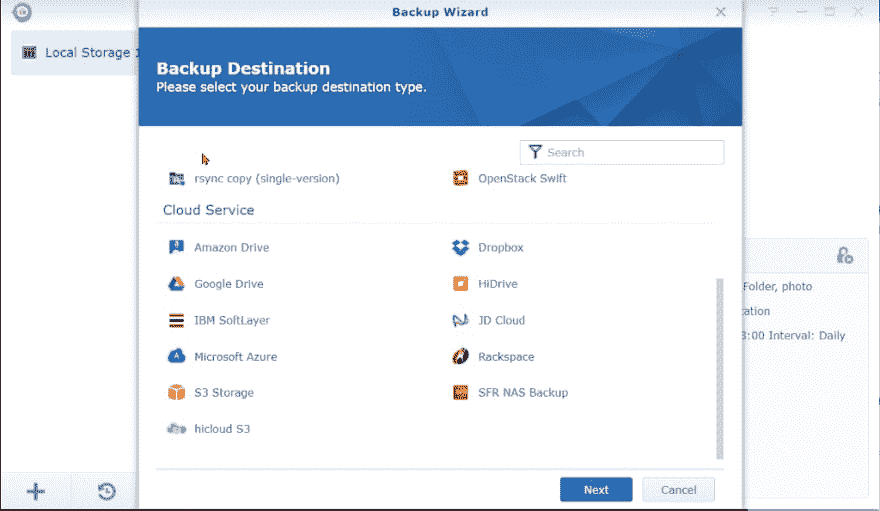 Backup Wizard
Local Storage 1
Backup Destination
Please select your backup destination type.
Search
rsync copy (single-version)
OpenStack Swift
Cloud Service
Amazon Drive
Dropbox
Google Drive
HiDrive
IBM SoftLayer
JD Cloud
Microsoft Azure
Rackspace
S3 Storage
SFR NAS Backup
hicloud S3
Folder, photo
3:00 Interval: Daily
Next
Cancel